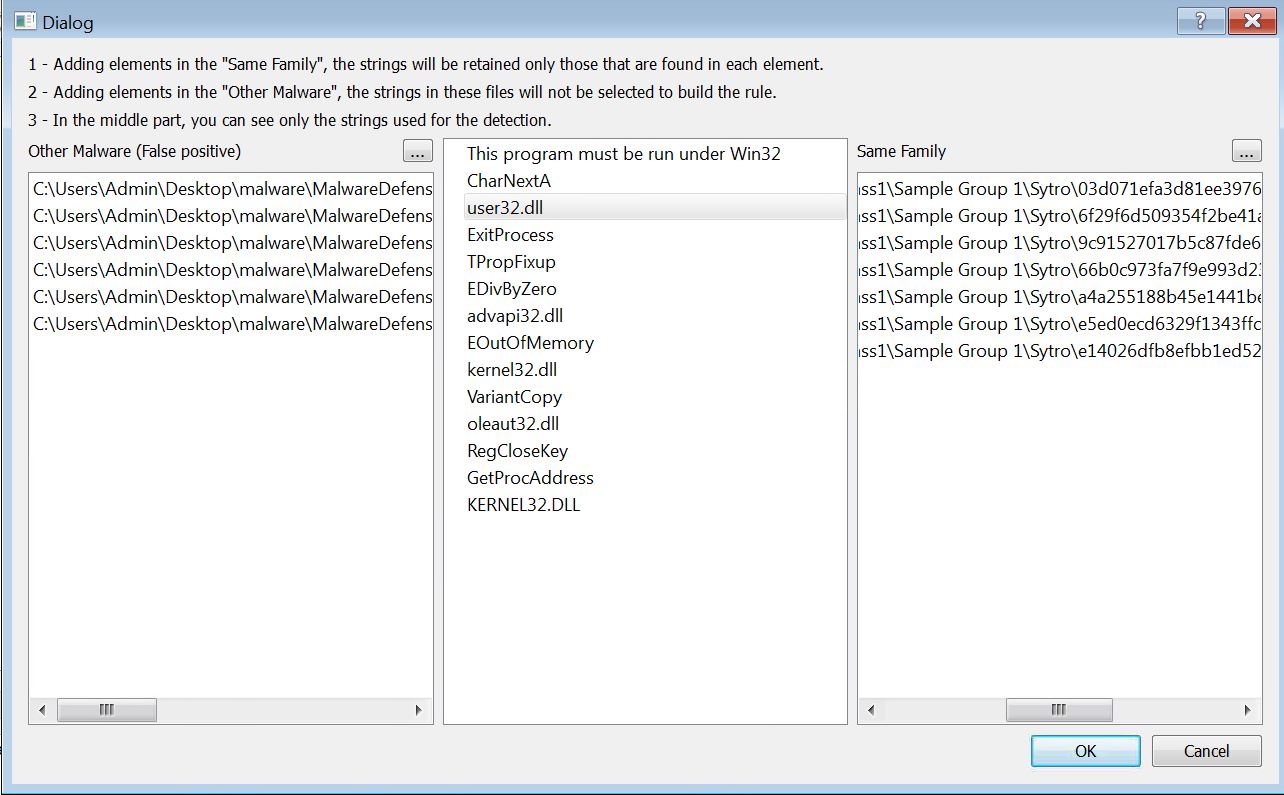 Dialog
1 - Adding elements in the "Same Family", the strings will be retained only those that are found in each element.
2 - Adding elements in the "Other Malware", the strings in these files will not be selected to build the rule.
3 - In the middle part, you can see only the strings used for the detection.
Other Malware (False positive)
...
C:\Users\Admin\Desktop\malware\MalwareDefens
C:\Users\Admin\Desktop\malware\MalwareDefens
C:\Users\Admin\Desktop\malware\MalwareDefens
C:\Users\Admin\Desktop\malware\MalwareDefens
C:\Users\Admin\Desktop\malware\MalwareDefens
C:\Users\Admin\Desktop\malware\MalwareDefens
This program must be run under Win32
CharNextA
user32.dll
ExitProcess
TPropFixup
EDivByZero
advapi32.dll
EOutOfMemory
kernel32.dll
VariantCopy
oleaut32.dll
RegCloseKey
GetProcAddress
KERNEL32.DLL
Same Family
...
ass1\Sample Group 1\Sytro\03d071efa3d81ee3976
ass1\Sample Group 1\Sytro\6f29f6d509354f2be41a
ass1\Sample Group 1\Sytro\9c91527017b5c87fde6
ass1\Sample Group 1\Sytro\66b0c973fa7f9e993d23
ass1\Sample Group 1\Sytro\a4a255188b45e1441be
ass1\Sample Group 1\Sytro\e5ed0ecd6329f1343ffc
ass1\Sample Group 1\Sytro\e14026dfb8efbb1ed52
OK
Cancel